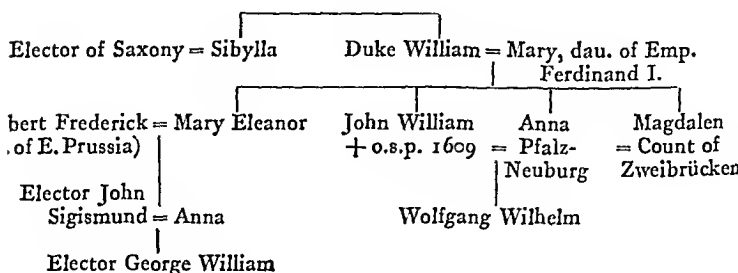 Elector of Saxony = Sibylla Duke William = Mary, dau. of Emp.
Ferdinand I.
bert Frederick = Mary Eleanor John William Anna Magdalen
of E. Prussia) + o.s.p. 1609 = Pfalz- = Count of
Neuburg Zweibrücken
Elector John
Sigismund = Anna Wolfgang Wilhelm
Elector George William